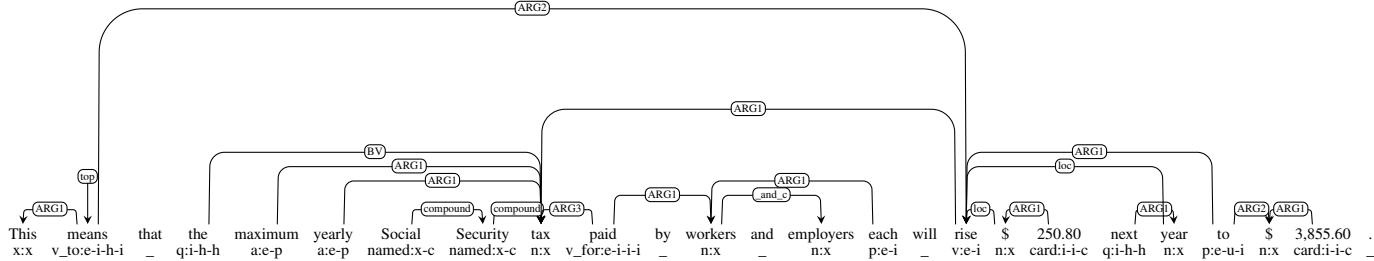 ARG2
ARG1
BV ARG1
ARG1 loc
top ARG1 ARG1
ARG1 compound compound ARG3 ARG1 _and_c loc ARG1 ARG1 ARG2 ARG1
This means that the maximum yearly Social Security tax paid by workers and employers each will rise $ 250.80 next year to $ 3,855.60 .
x:x v_to:e-i-h-i _ q:i-h-h a:e-p a:e-p named:x-c named:x-c n:x v_for:e-i-i-i _ n:x _ n:x p:e-i _ v:e-i n:x card:i-i-c q:i-h-h n:x p:e-u-i n:x card:i-i-c _